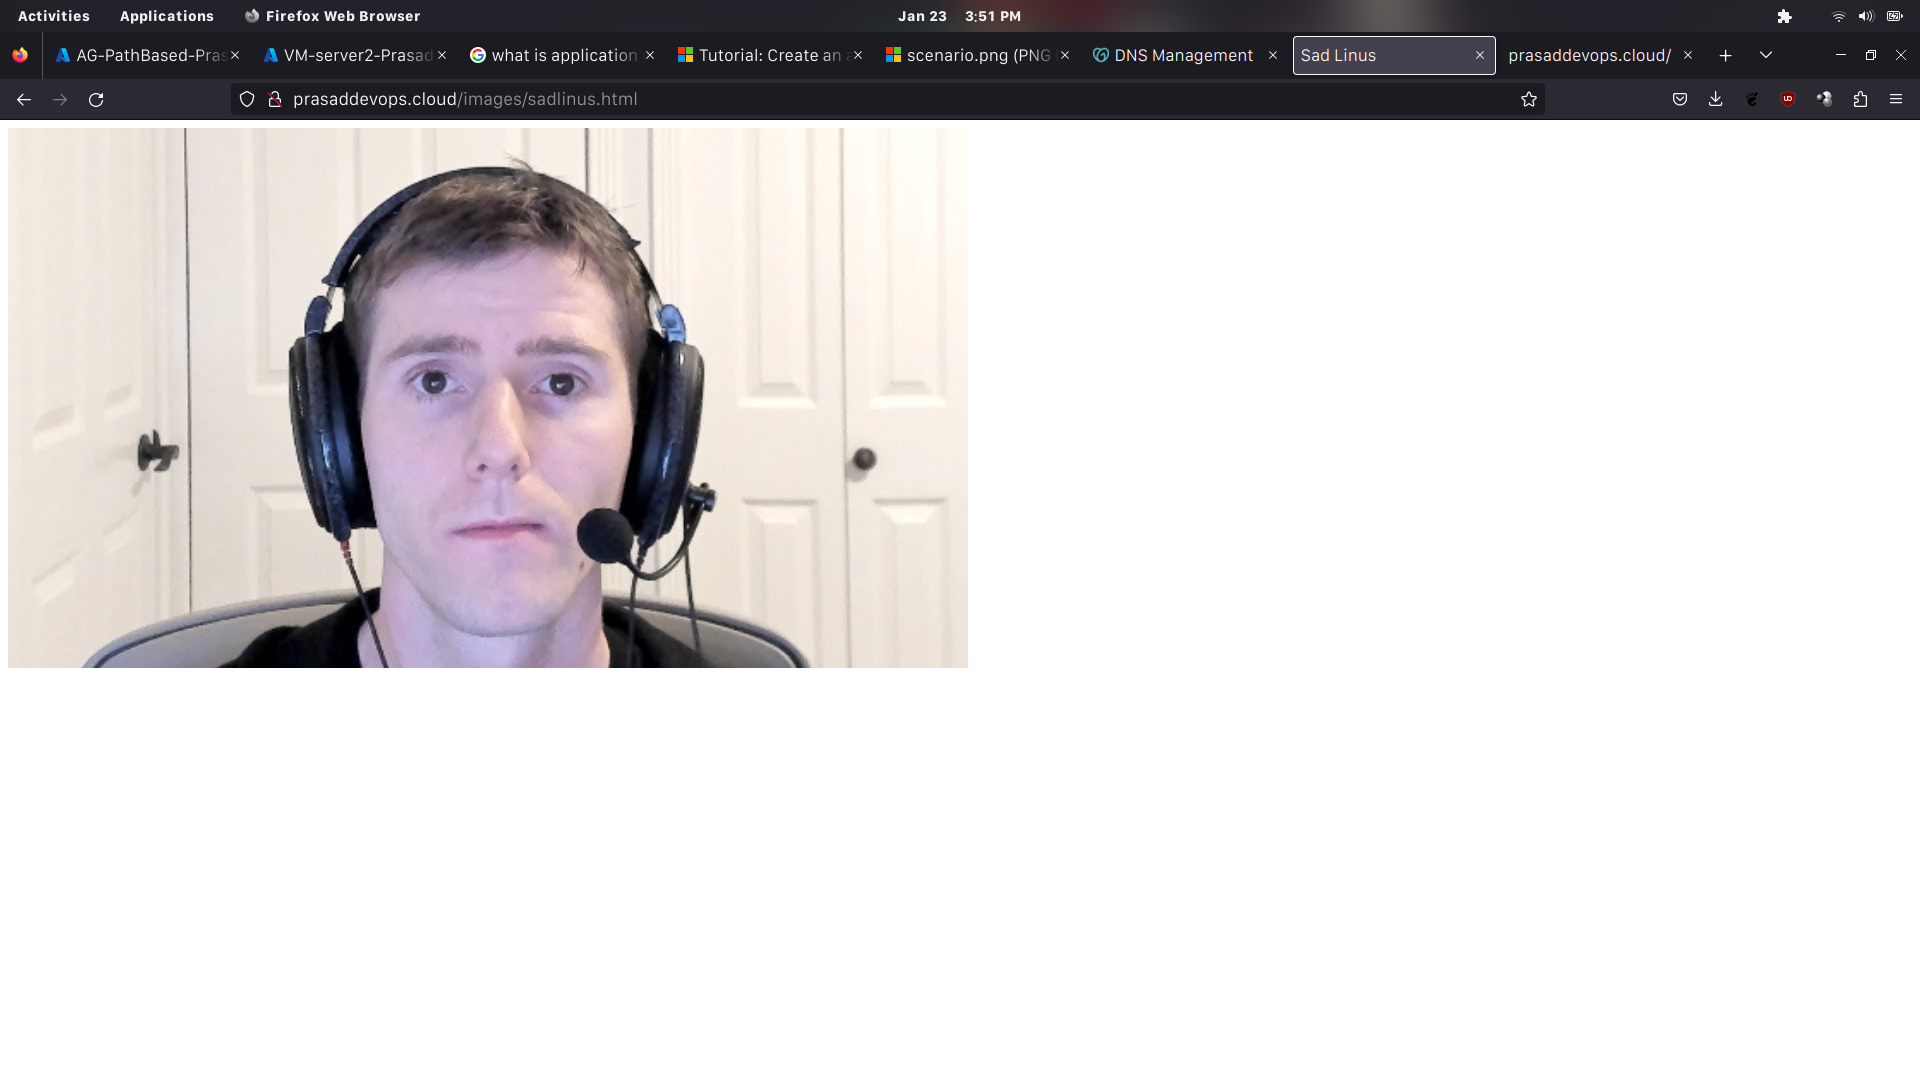 Activities Applications Firefox Web Browser Jan 23 3:51 PM
AG-PathBased-Pras VM-server2-Prasad what is application Tutorial: Create an a scenario.png (PNG DNS Management Sad Linus prasaddevops.cloud/
prasaddevops.cloud/images/sadlinus.html